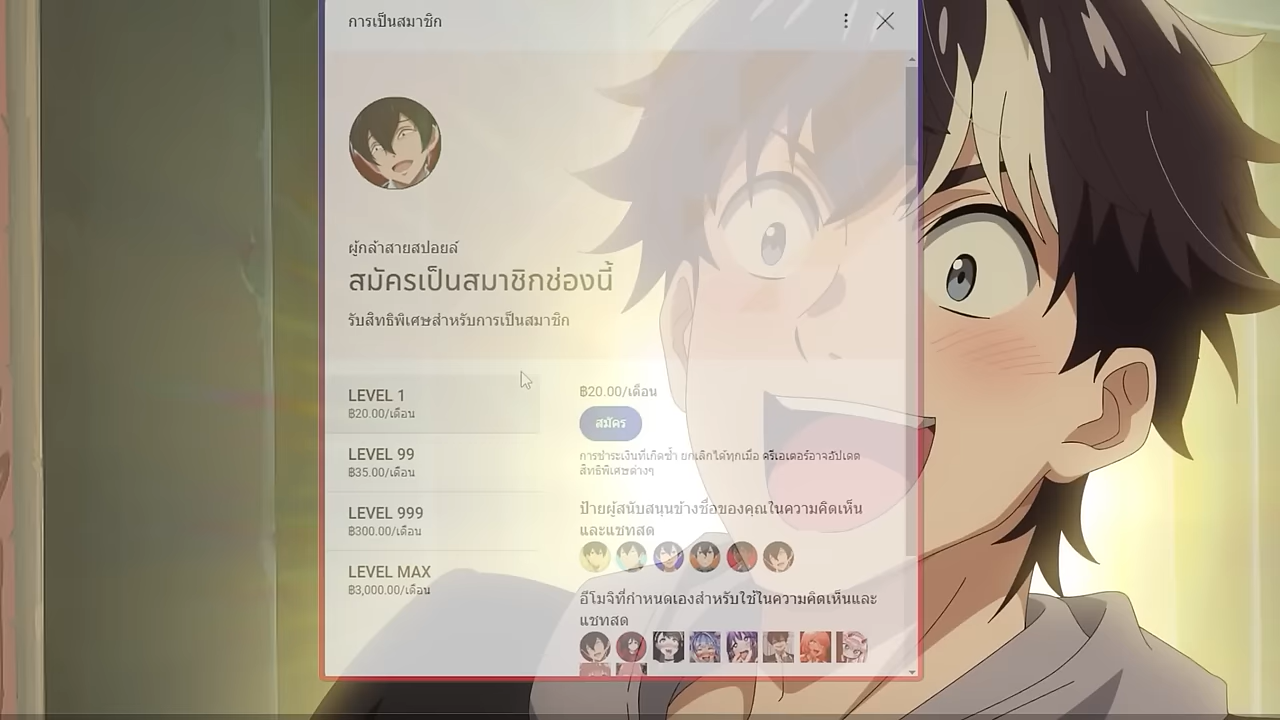 การเป็นสมาชิก
ผู้กล้าสายสปอยล์
สมัครเป็นสมาชิกช่องนี้
รับสิทธิพิเศษสำหรับการเป็นสมาชิก
LEVEL 1
฿20.00/เดือน
LEVEL 99
฿35.00/เดือน
LEVEL 999
฿300.00/เดือน
LEVEL MAX
฿3,000.00/เดือน
฿20.00/เดือน
สมัคร
การชำระเงินที่เกิดซ้ำ ยกเลิกได้ทุกเมื่อ ครีเอเตอร์อาจอัปเดต
สิทธิพิเศษต่างๆ
ป้ายผู้สนับสนุนข้างชื่อของคุณในความคิดเห็น
และแชทสด
อีโมจิที่กำหนดเองสำหรับใช้ในความคิดเห็นและ
แชทสด